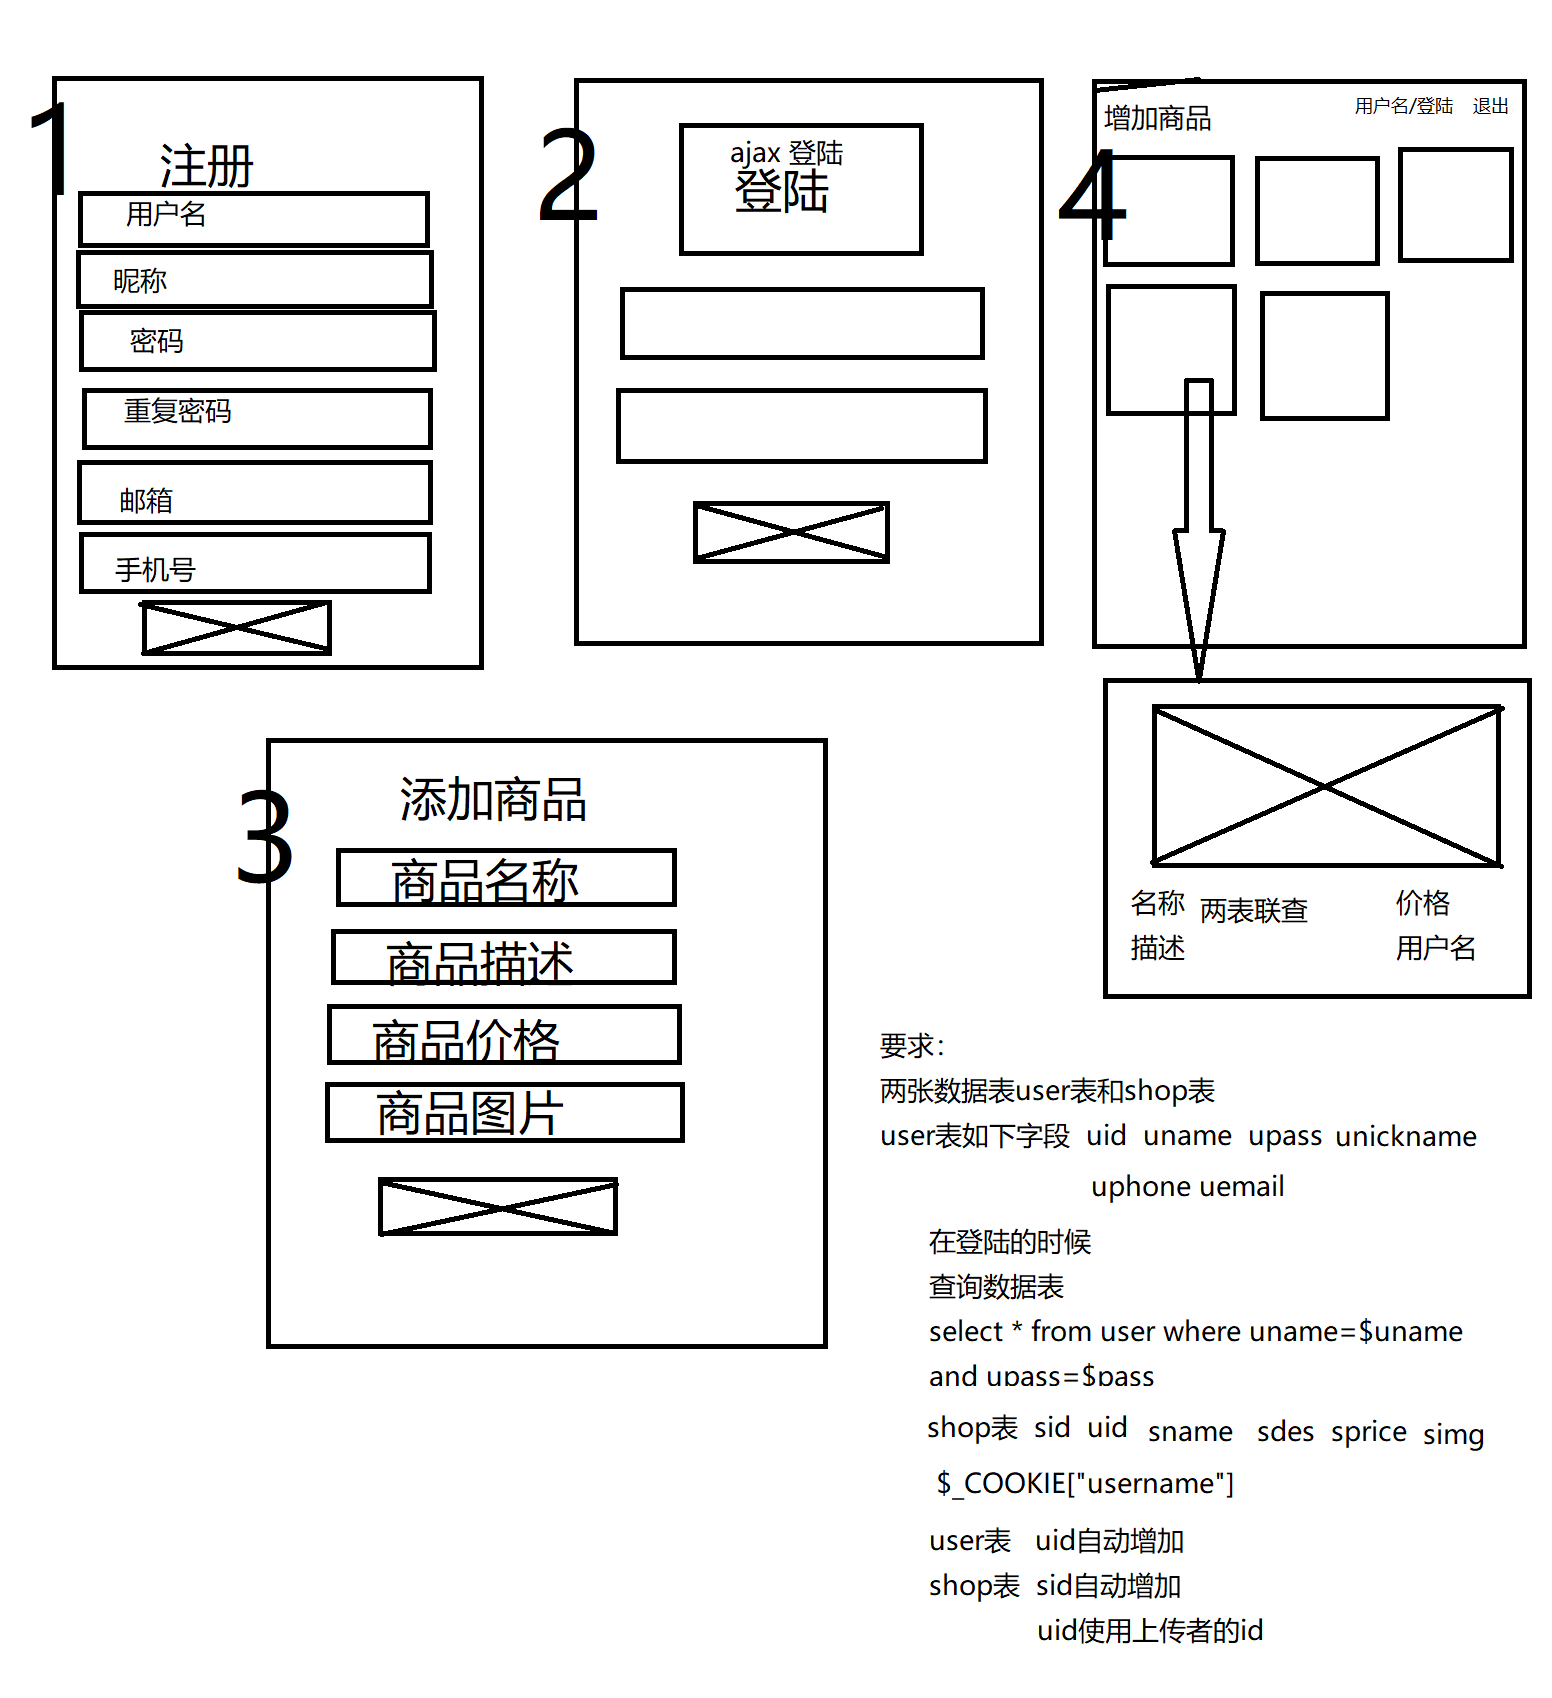 1
注册
用户名
昵称
密码
重复密码
邮箱
手机号
2
ajax 登陆
登陆
4
增加商品
用户名/登陆 退出
名称 两表联查 价格
描述 用户名
3
添加商品
商品名称
商品描述
商品价格
商品图片
要求：
两张数据表user表和shop表
user表如下字段 uid uname upass unickname
uphone uemail
在登陆的时候
查询数据表
select * from user where uname=$uname
and upass=$pass
shop表 sid uid sname sdes sprice simg
$_COOKIE["username"]
user表 uid自动增加
shop表 sid自动增加
uid使用上传者的id